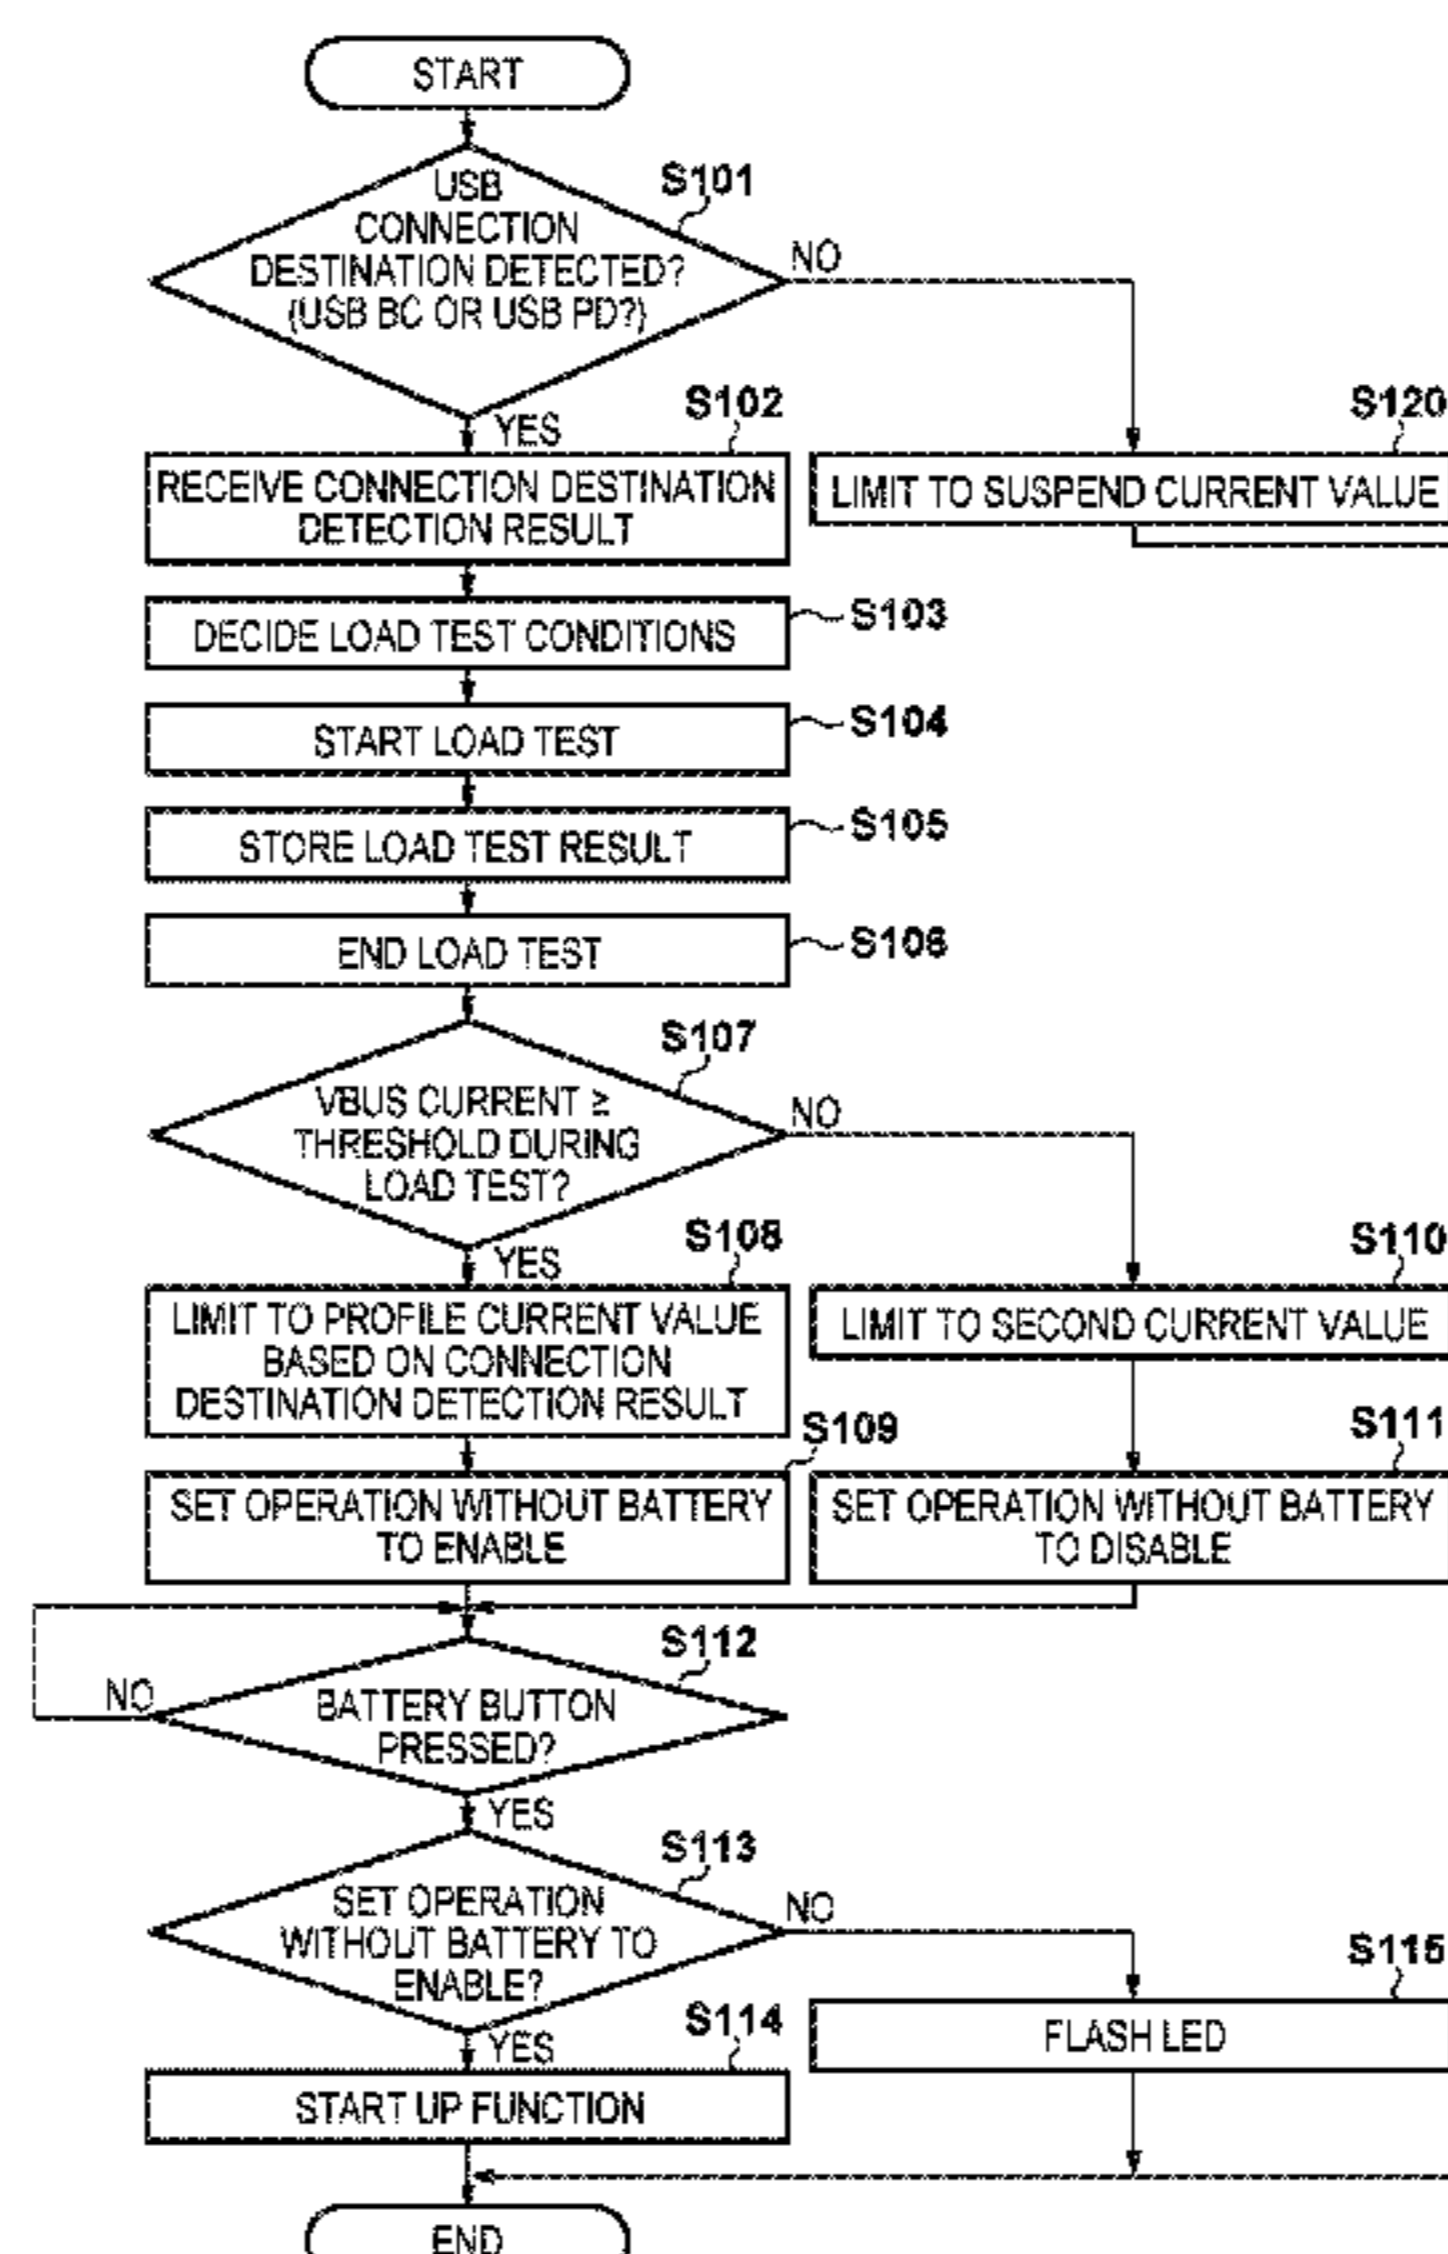 START
S101
USB
CONNECTION
DESTINATION DETECTED?
(USB BC OR USB PD?)
NO
YES
S102
RECEIVE CONNECTION DESTINATION
DETECTION RESULT
S120
LIMIT TO SUSPEND CURRENT VALUE
S103
DECIDE LOAD TEST CONDITIONS
S104
START LOAD TEST
S105
STORE LOAD TEST RESULT
S106
END LOAD TEST
S107
VBUS CURRENT ≥
THRESHOLD DURING
LOAD TEST?
NO
YES
S108
LIMIT TO PROFILE CURRENT VALUE
BASED ON CONNECTION
DESTINATION DETECTION RESULT
S110
LIMIT TO SECOND CURRENT VALUE
S109
SET OPERATION WITHOUT BATTERY
TO ENABLE
S111
SET OPERATION WITHOUT BATTERY
TO DISABLE
S112
BATTERY BUTTON
PRESSED?
NO
YES
S113
SET OPERATION
WITHOUT BATTERY TO
ENABLE?
NO
YES
S114
START UP FUNCTION
S115
FLASH LED
END